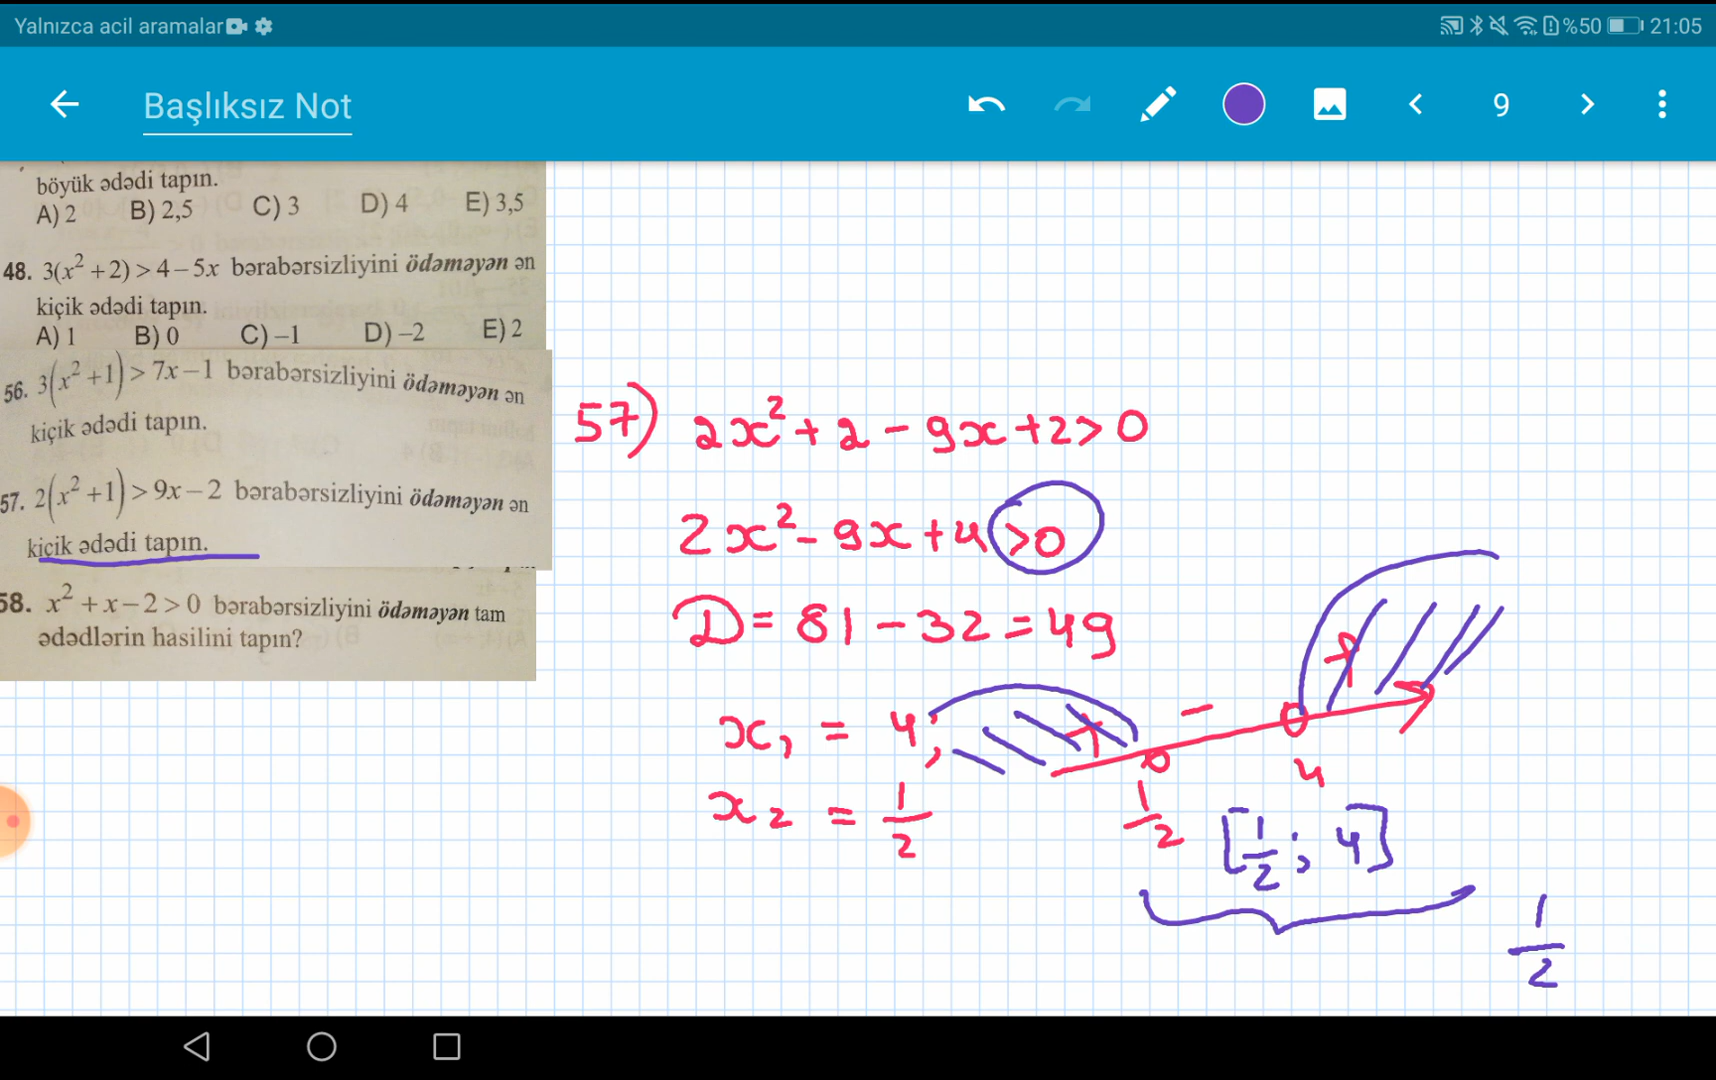 Yalnızca acil aramalar
%50 21:05
Başlıksız Not
9
böyük ədədi tapın.
A) 2 B) 2,5 C) 3 D) 4 E) 3,5
48. 3(x² + 2) > 4 – 5x bərabərsizliyini ödəməyən ən
kiçik ədədi tapın.
A) 1 B) 0 C) –1 D) –2 E) 2
56. 3(x² + 1) > 7x – 1 bərabərsizliyini ödəməyən ən
kiçik ədədi tapın.
57. 2(x² + 1) > 9x – 2 bərabərsizliyini ödəməyən ən
kiçik ədədi tapın.
58. x² + x – 2 > 0 bərabərsizliyini ödəməyən tam
ədədlərin hasilini tapın?
57) 2x² + 2 – 9x + 2 > 0
2x² – 9x + 4 > 0
D = 81 – 32 = 49
x₁ = 4;
x₂ = 1/2
+ – +
1/2 4
[1/2; 4]
1/2